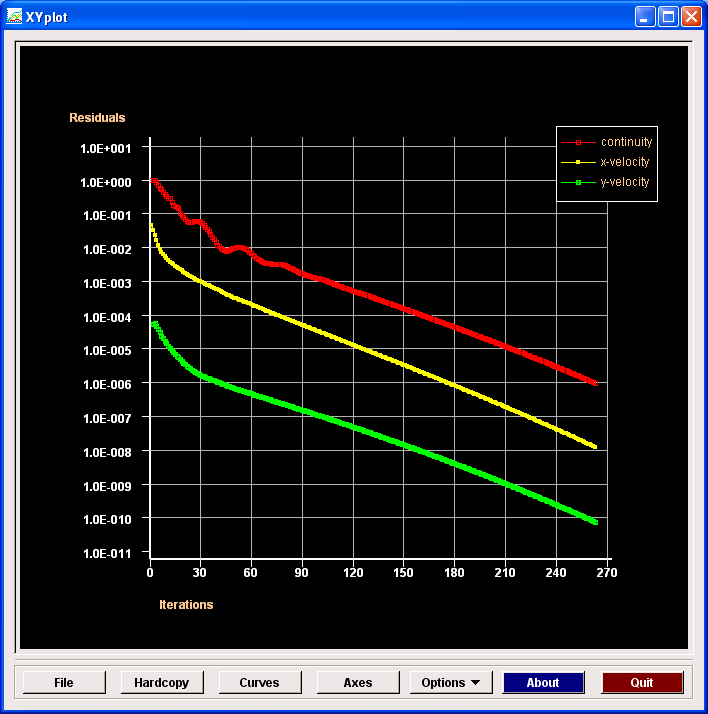 XYplot
Residuals
continuity
x-velocity
y-velocity
1.0E+001
1.0E+000
1.0E-001
1.0E-002
1.0E-003
1.0E-004
1.0E-005
1.0E-006
1.0E-007
1.0E-008
1.0E-009
1.0E-010
1.0E-011
0 30 60 90 120 150 180 210 240 270
Iterations
File Hardcopy Curves Axes Options About Quit